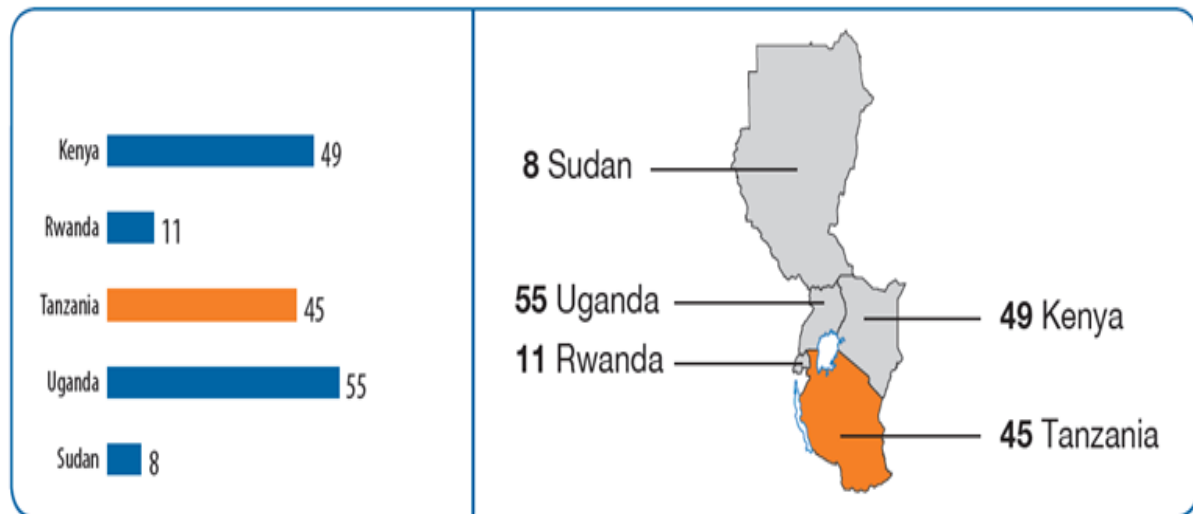 Kenya 49
Rwanda 11
Tanzania 45
Uganda 55
Sudan 8
8 Sudan
55 Uganda
49 Kenya
11 Rwanda
45 Tanzania